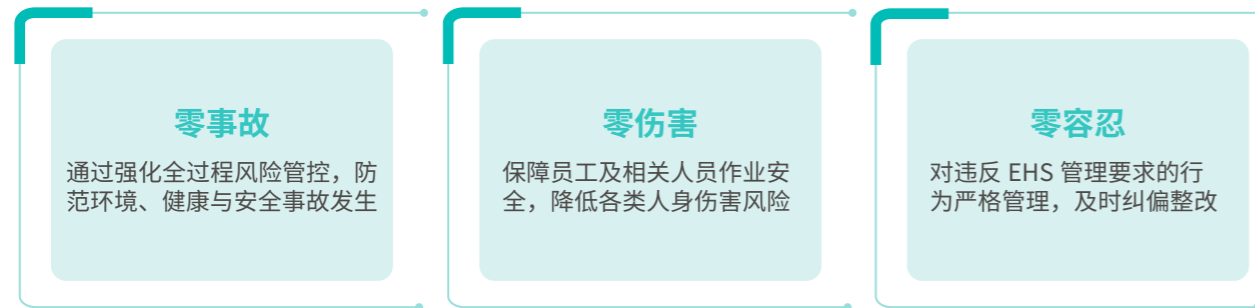 零事故
通过强化全过程风险管控，防
范环境、健康与安全事故发生
零伤害
保障员工及相关人员作业安
全，降低各类人身伤害风险
零容忍
对违反 EHS 管理要求的行
为严格管理，及时纠偏整改